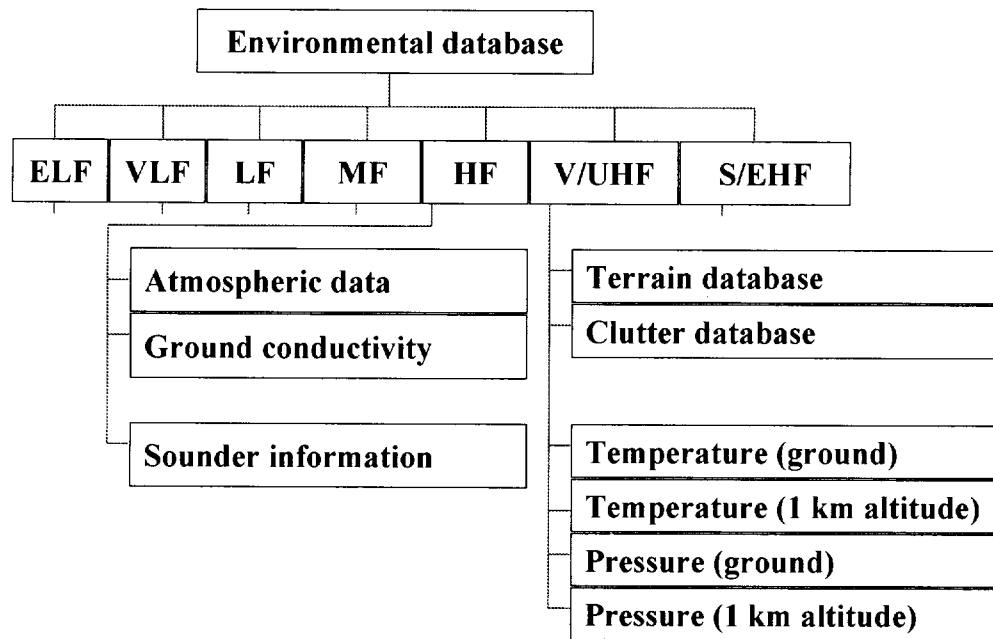 Environmental database
ELF VLF LF MF HF V/UHF S/EHF
Atmospheric data
Ground conductivity
Sounder information
Terrain database
Clutter database
Temperature (ground)
Temperature (1 km altitude)
Pressure (ground)
Pressure (1 km altitude)